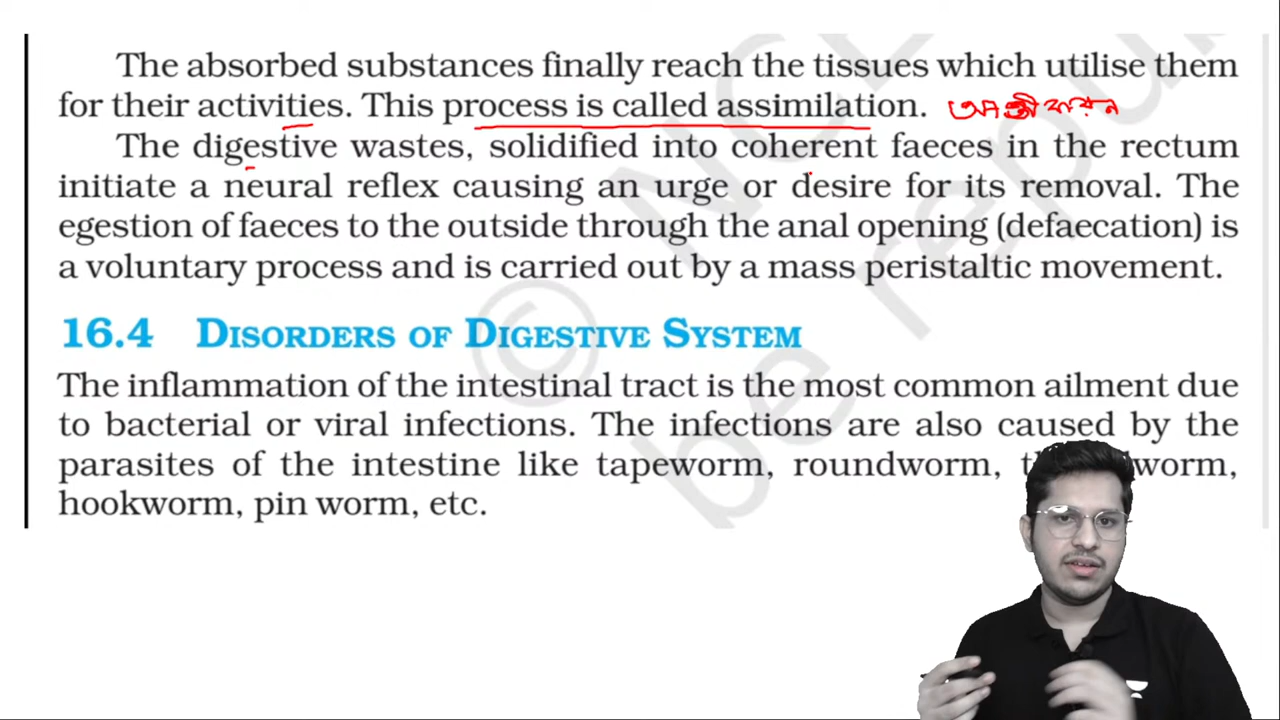 The absorbed substances finally reach the tissues which utilise them
for their activities. This process is called assimilation. আত্তীকরন
The digestive wastes, solidified into coherent faeces in the rectum
initiate a neural reflex causing an urge or desire for its removal. The
egestion of faeces to the outside through the anal opening (defaecation) is
a voluntary process and is carried out by a mass peristaltic movement.
16.4 DISORDERS OF DIGESTIVE SYSTEM
The inflammation of the intestinal tract is the most common ailment due
to bacterial or viral infections. The infections are also caused by the
parasites of the intestine like tapeworm, roundworm,
hookworm, pin worm, etc.
© NCE
be repu